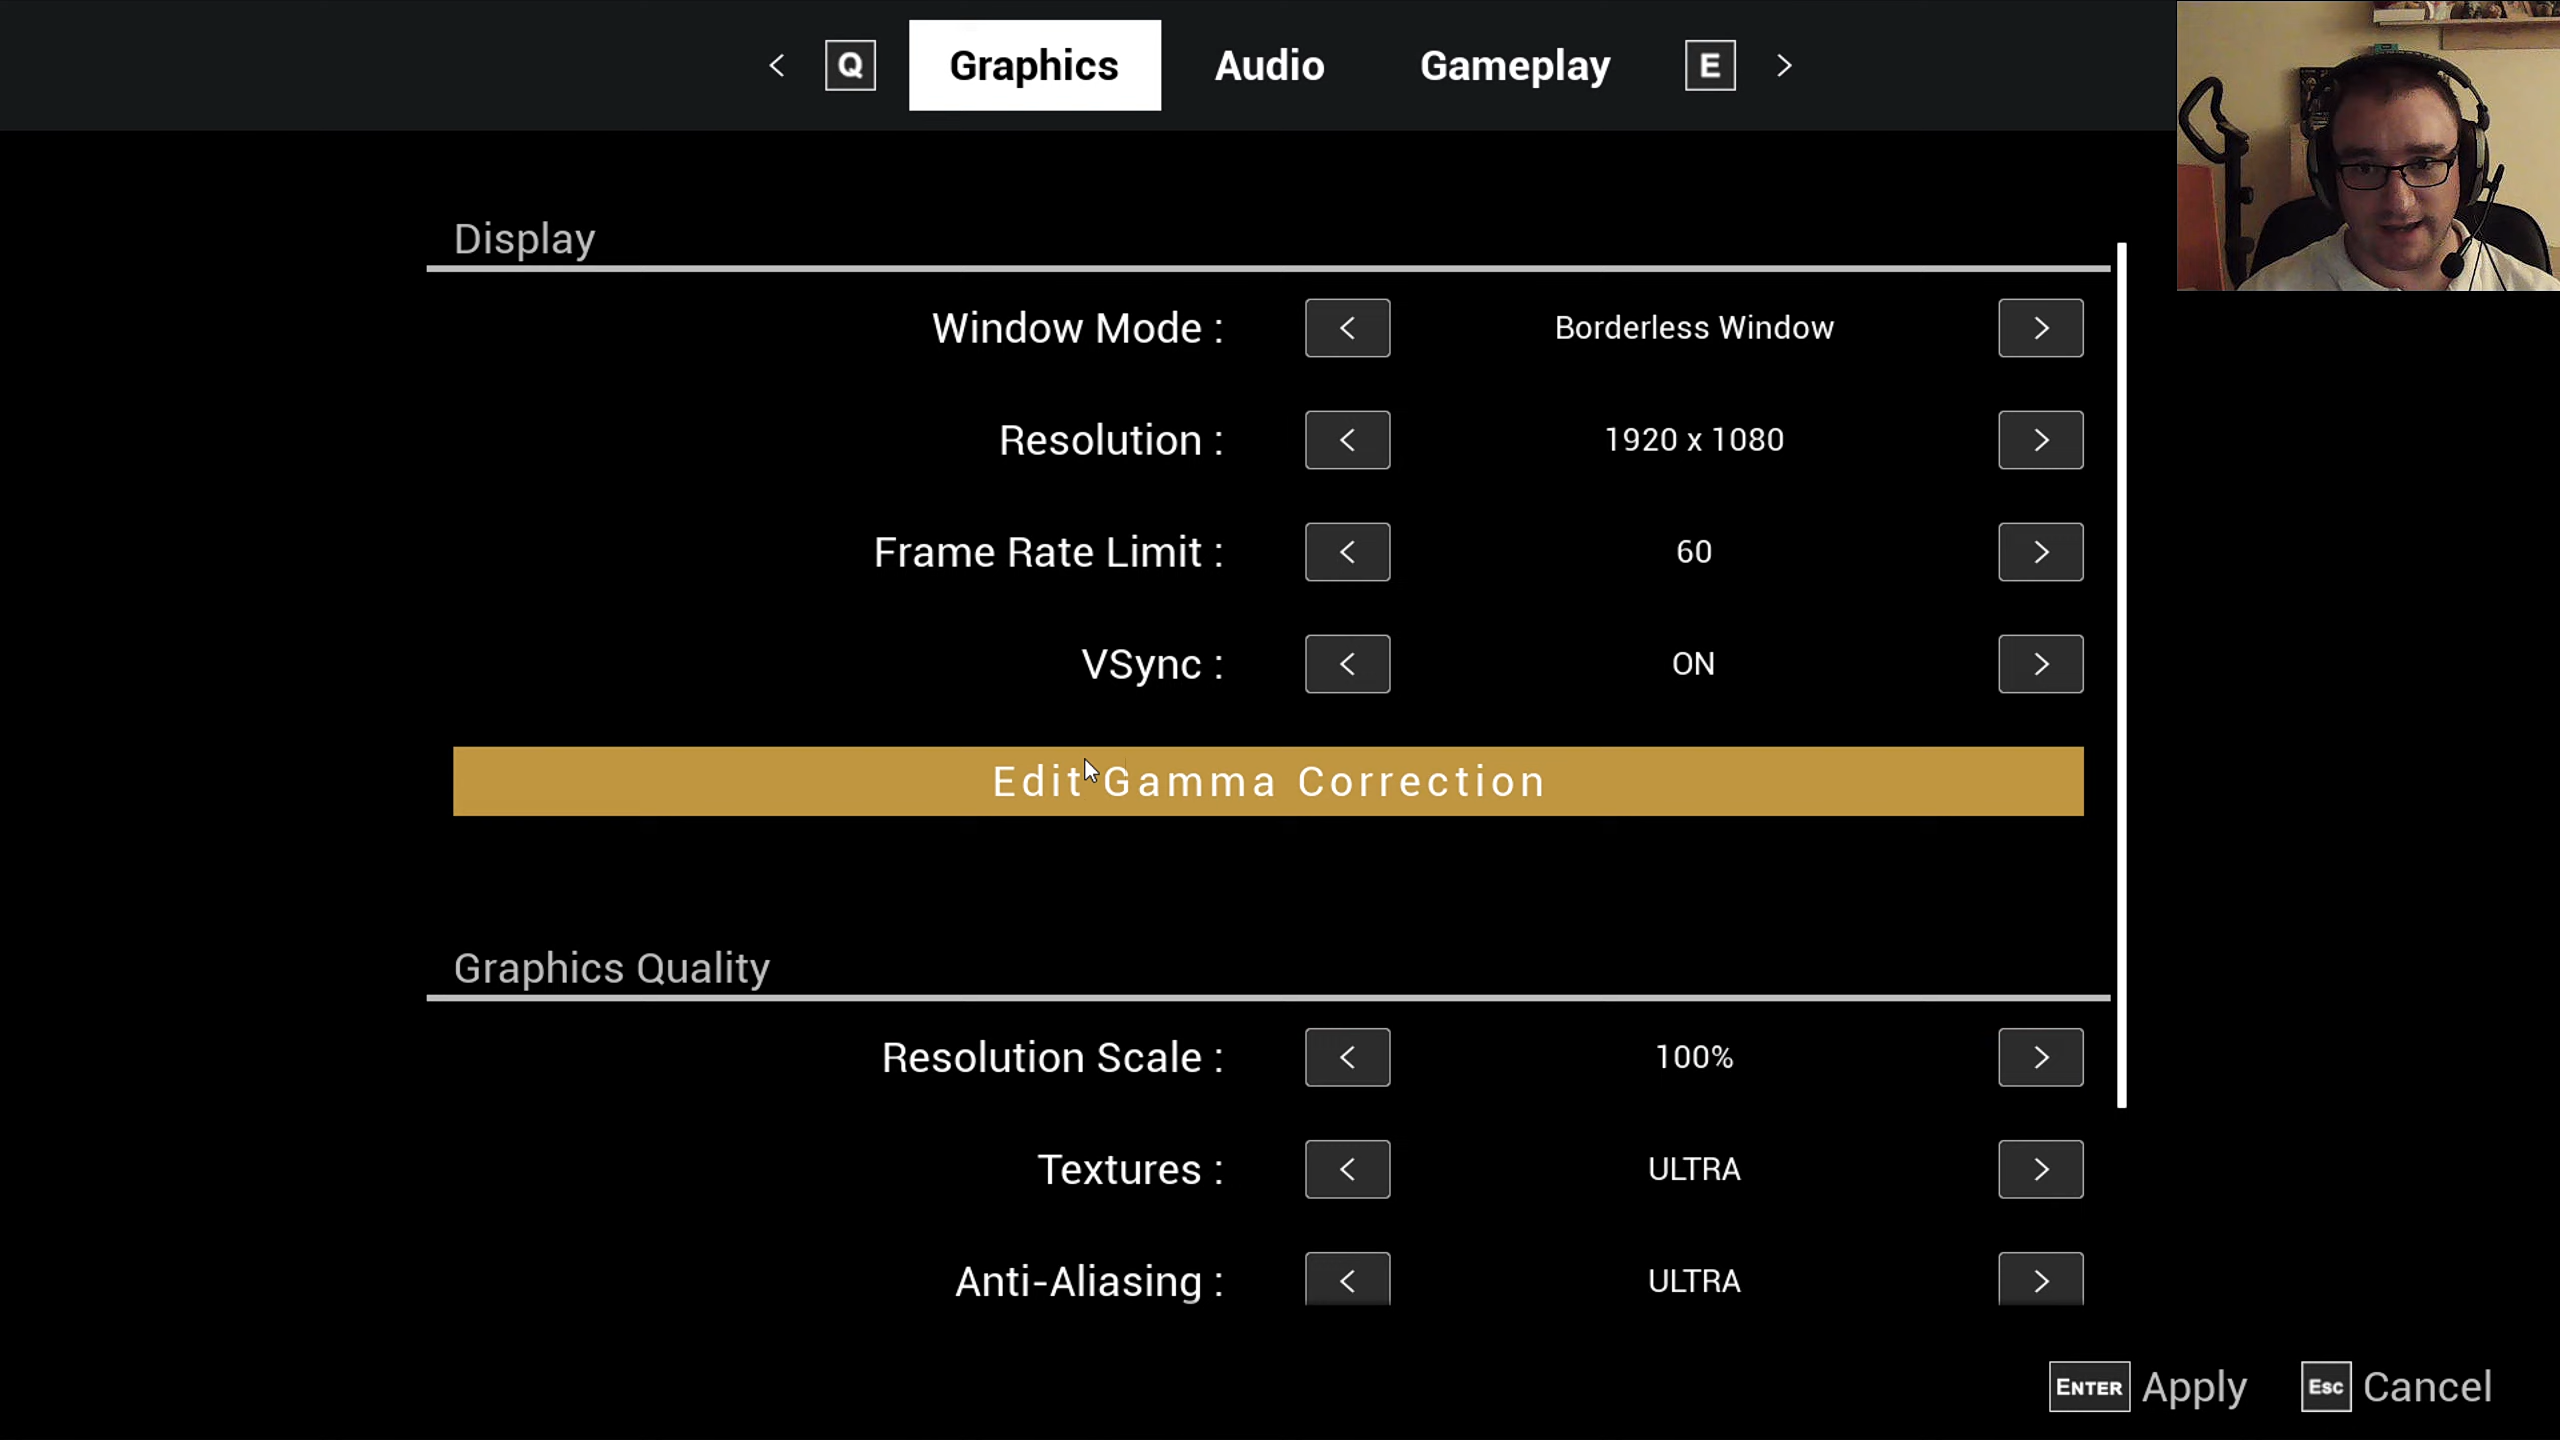 Q Graphics Audio Gameplay E
Display
Window Mode : Borderless Window
Resolution : 1920 x 1080
Frame Rate Limit : 60
VSync : ON
Edit Gamma Correction
Graphics Quality
Resolution Scale : 100%
Textures : ULTRA
Anti-Aliasing : ULTRA
ENTER Apply Esc Cancel